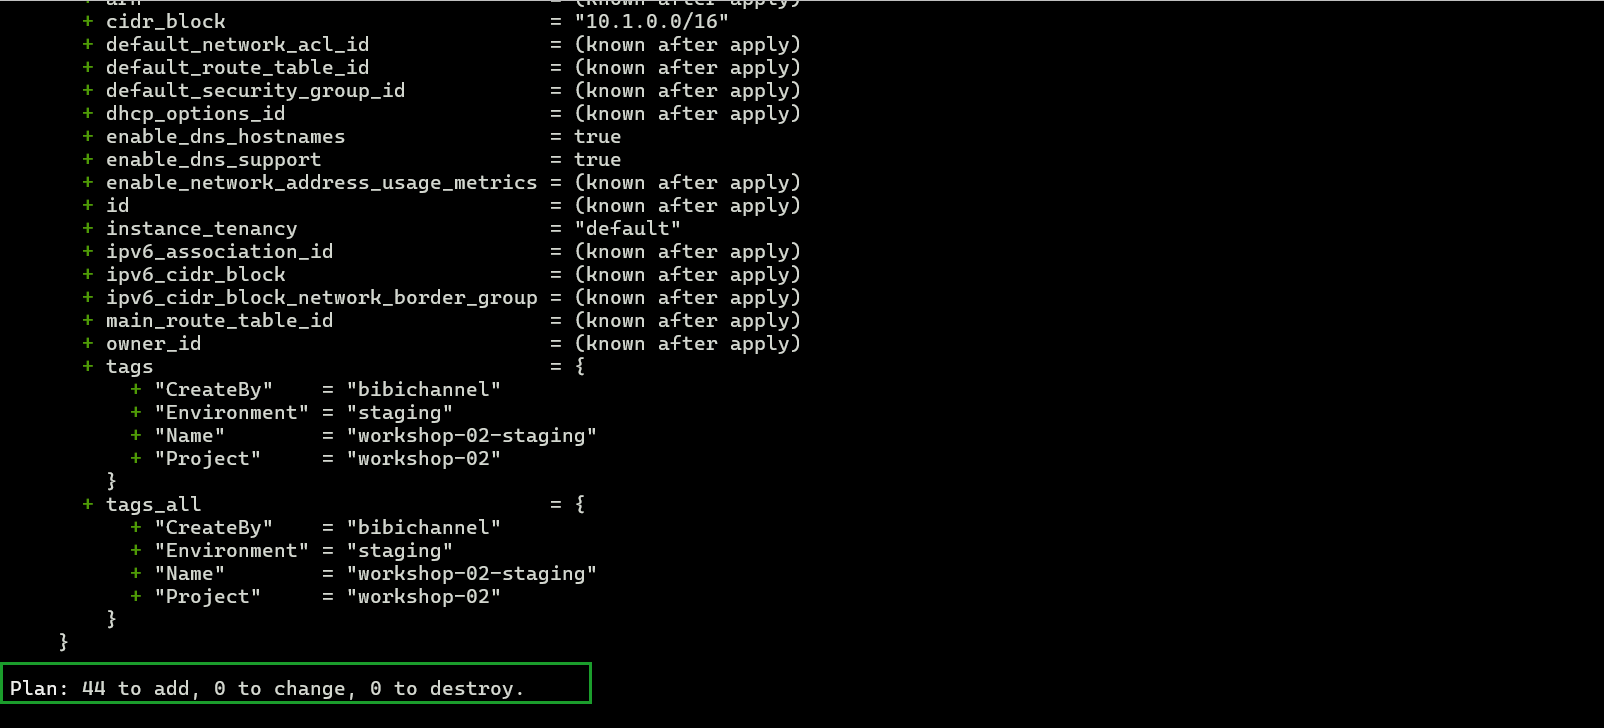 + arn = (known after apply)
+ cidr_block = "10.1.0.0/16"
+ default_network_acl_id = (known after apply)
+ default_route_table_id = (known after apply)
+ default_security_group_id = (known after apply)
+ dhcp_options_id = (known after apply)
+ enable_dns_hostnames = true
+ enable_dns_support = true
+ enable_network_address_usage_metrics = (known after apply)
+ id = (known after apply)
+ instance_tenancy = "default"
+ ipv6_association_id = (known after apply)
+ ipv6_cidr_block = (known after apply)
+ ipv6_cidr_block_network_border_group = (known after apply)
+ main_route_table_id = (known after apply)
+ owner_id = (known after apply)
+ tags = {
+ "CreateBy" = "bibichannel"
+ "Environment" = "staging"
+ "Name" = "workshop-02-staging"
+ "Project" = "workshop-02"
}
+ tags_all = {
+ "CreateBy" = "bibichannel"
+ "Environment" = "staging"
+ "Name" = "workshop-02-staging"
+ "Project" = "workshop-02"
}
}
Plan: 44 to add, 0 to change, 0 to destroy.